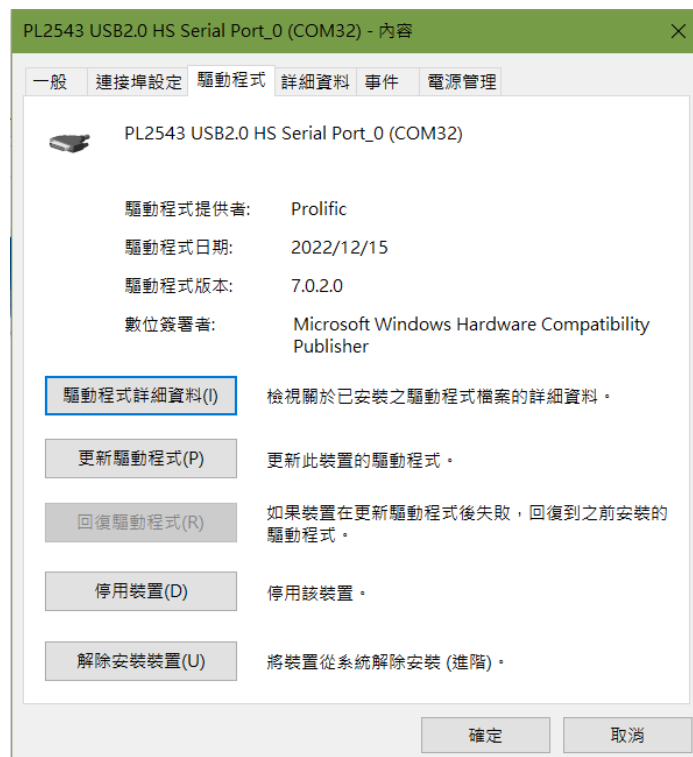 PL2543 USB2.0 HS Serial Port_0 (COM32) - 內容
一般 連接埠設定 驅動程式 詳細資料 事件 電源管理
PL2543 USB2.0 HS Serial Port_0 (COM32)
驅動程式提供者: Prolific
驅動程式日期: 2022/12/15
驅動程式版本: 7.0.2.0
數位簽署者: Microsoft Windows Hardware Compatibility
Publisher
驅動程式詳細資料(I) 檢視關於已安裝之驅動程式檔案的詳細資料。
更新驅動程式(P) 更新此裝置的驅動程式。
回復驅動程式(R) 如果裝置在更新驅動程式後失敗，回復到之前安裝的
驅動程式。
停用裝置(D) 停用該裝置。
解除安裝裝置(U) 將裝置從系統解除安裝 (進階)。
確定 取消